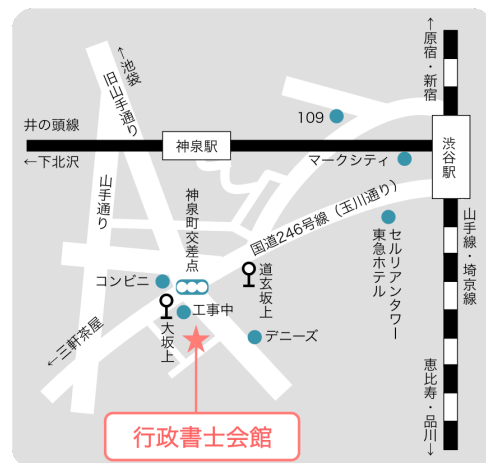 ←原宿・新宿
←池袋
旧山手通り
109
井の頭線
神泉駅
渋谷駅
←下北沢
マークシティ
山手通り
神泉町交差点
国道246号線（玉川通り）
山手線・埼京線
セルリアンタワー
東急ホテル
コンビニ
道玄坂上
工事中
大坂上
デニーズ
←三軒茶屋
恵比寿・品川→
行政書士会館